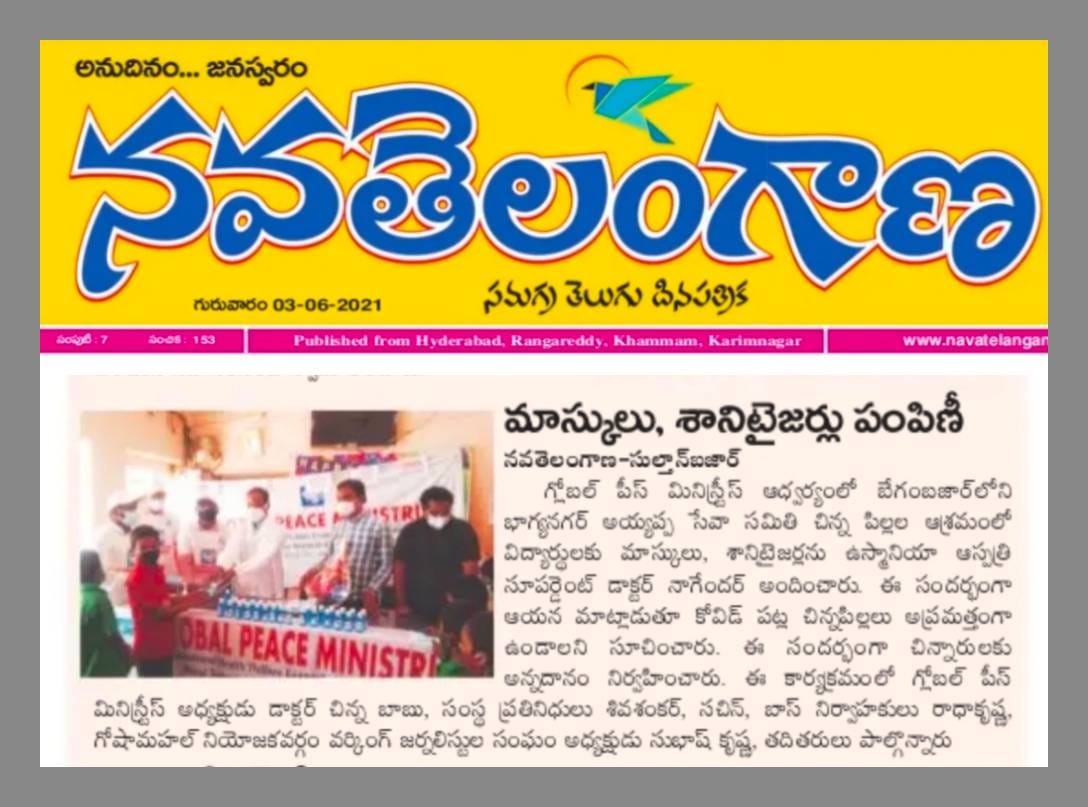 అనుదినం... జనస్వరం
నవతెలంగాణ
గురువారం 03-06-2021
సమగ్ర తెలుగు దినపత్రిక
సంపుటి : 7 సంచిక : 153 Published from Hyderabad, Rangareddy, Khammam, Karimnagar www.navatelangan
మాస్కులు, శానిటైజర్లు పంపిణీ
నవతెలంగాణ-సుల్తాన్‌బజార్
గ్లోబల్ పీస్ మినిస్ట్రీస్ ఆధ్వర్యంలో బేగంబజార్‌లోని
భాగ్యనగర్ అయ్యప్ప సేవా సమితి చిన్న పిల్లల ఆశ్రమంలో
విద్యార్థులకు మాస్కులు, శానిటైజర్లను ఉస్మానియా ఆస్పత్రి
సూపర్డెంట్ డాక్టర్ నాగేందర్ అందించారు. ఈ సందర్భంగా
ఆయన మాట్లాడుతూ కోవిడ్ పట్ల చిన్నపిల్లలు అప్రమత్తంగా
ఉండాలని సూచించారు. ఈ సందర్భంగా చిన్నారులకు
అన్నదానం నిర్వహించారు. ఈ కార్యక్రమంలో గ్లోబల్ పీస్
మినిస్ట్రీస్ అధ్యక్షుడు డాక్టర్ చిన్న బాబు, సంస్థ ప్రతినిధులు శివశంకర్, సచిన్, బాస్ నిర్వాహకులు రాధాకృష్ణ,
గోషామహల్ నియోజకవర్గం వర్కింగ్ జర్నలిస్టుల సంఘం అధ్యక్షుడు సుభాష్ కృష్ణ, తదితరులు పాల్గొన్నారు
PEACE MINISTRI
OBAL PEACE MINISTRI